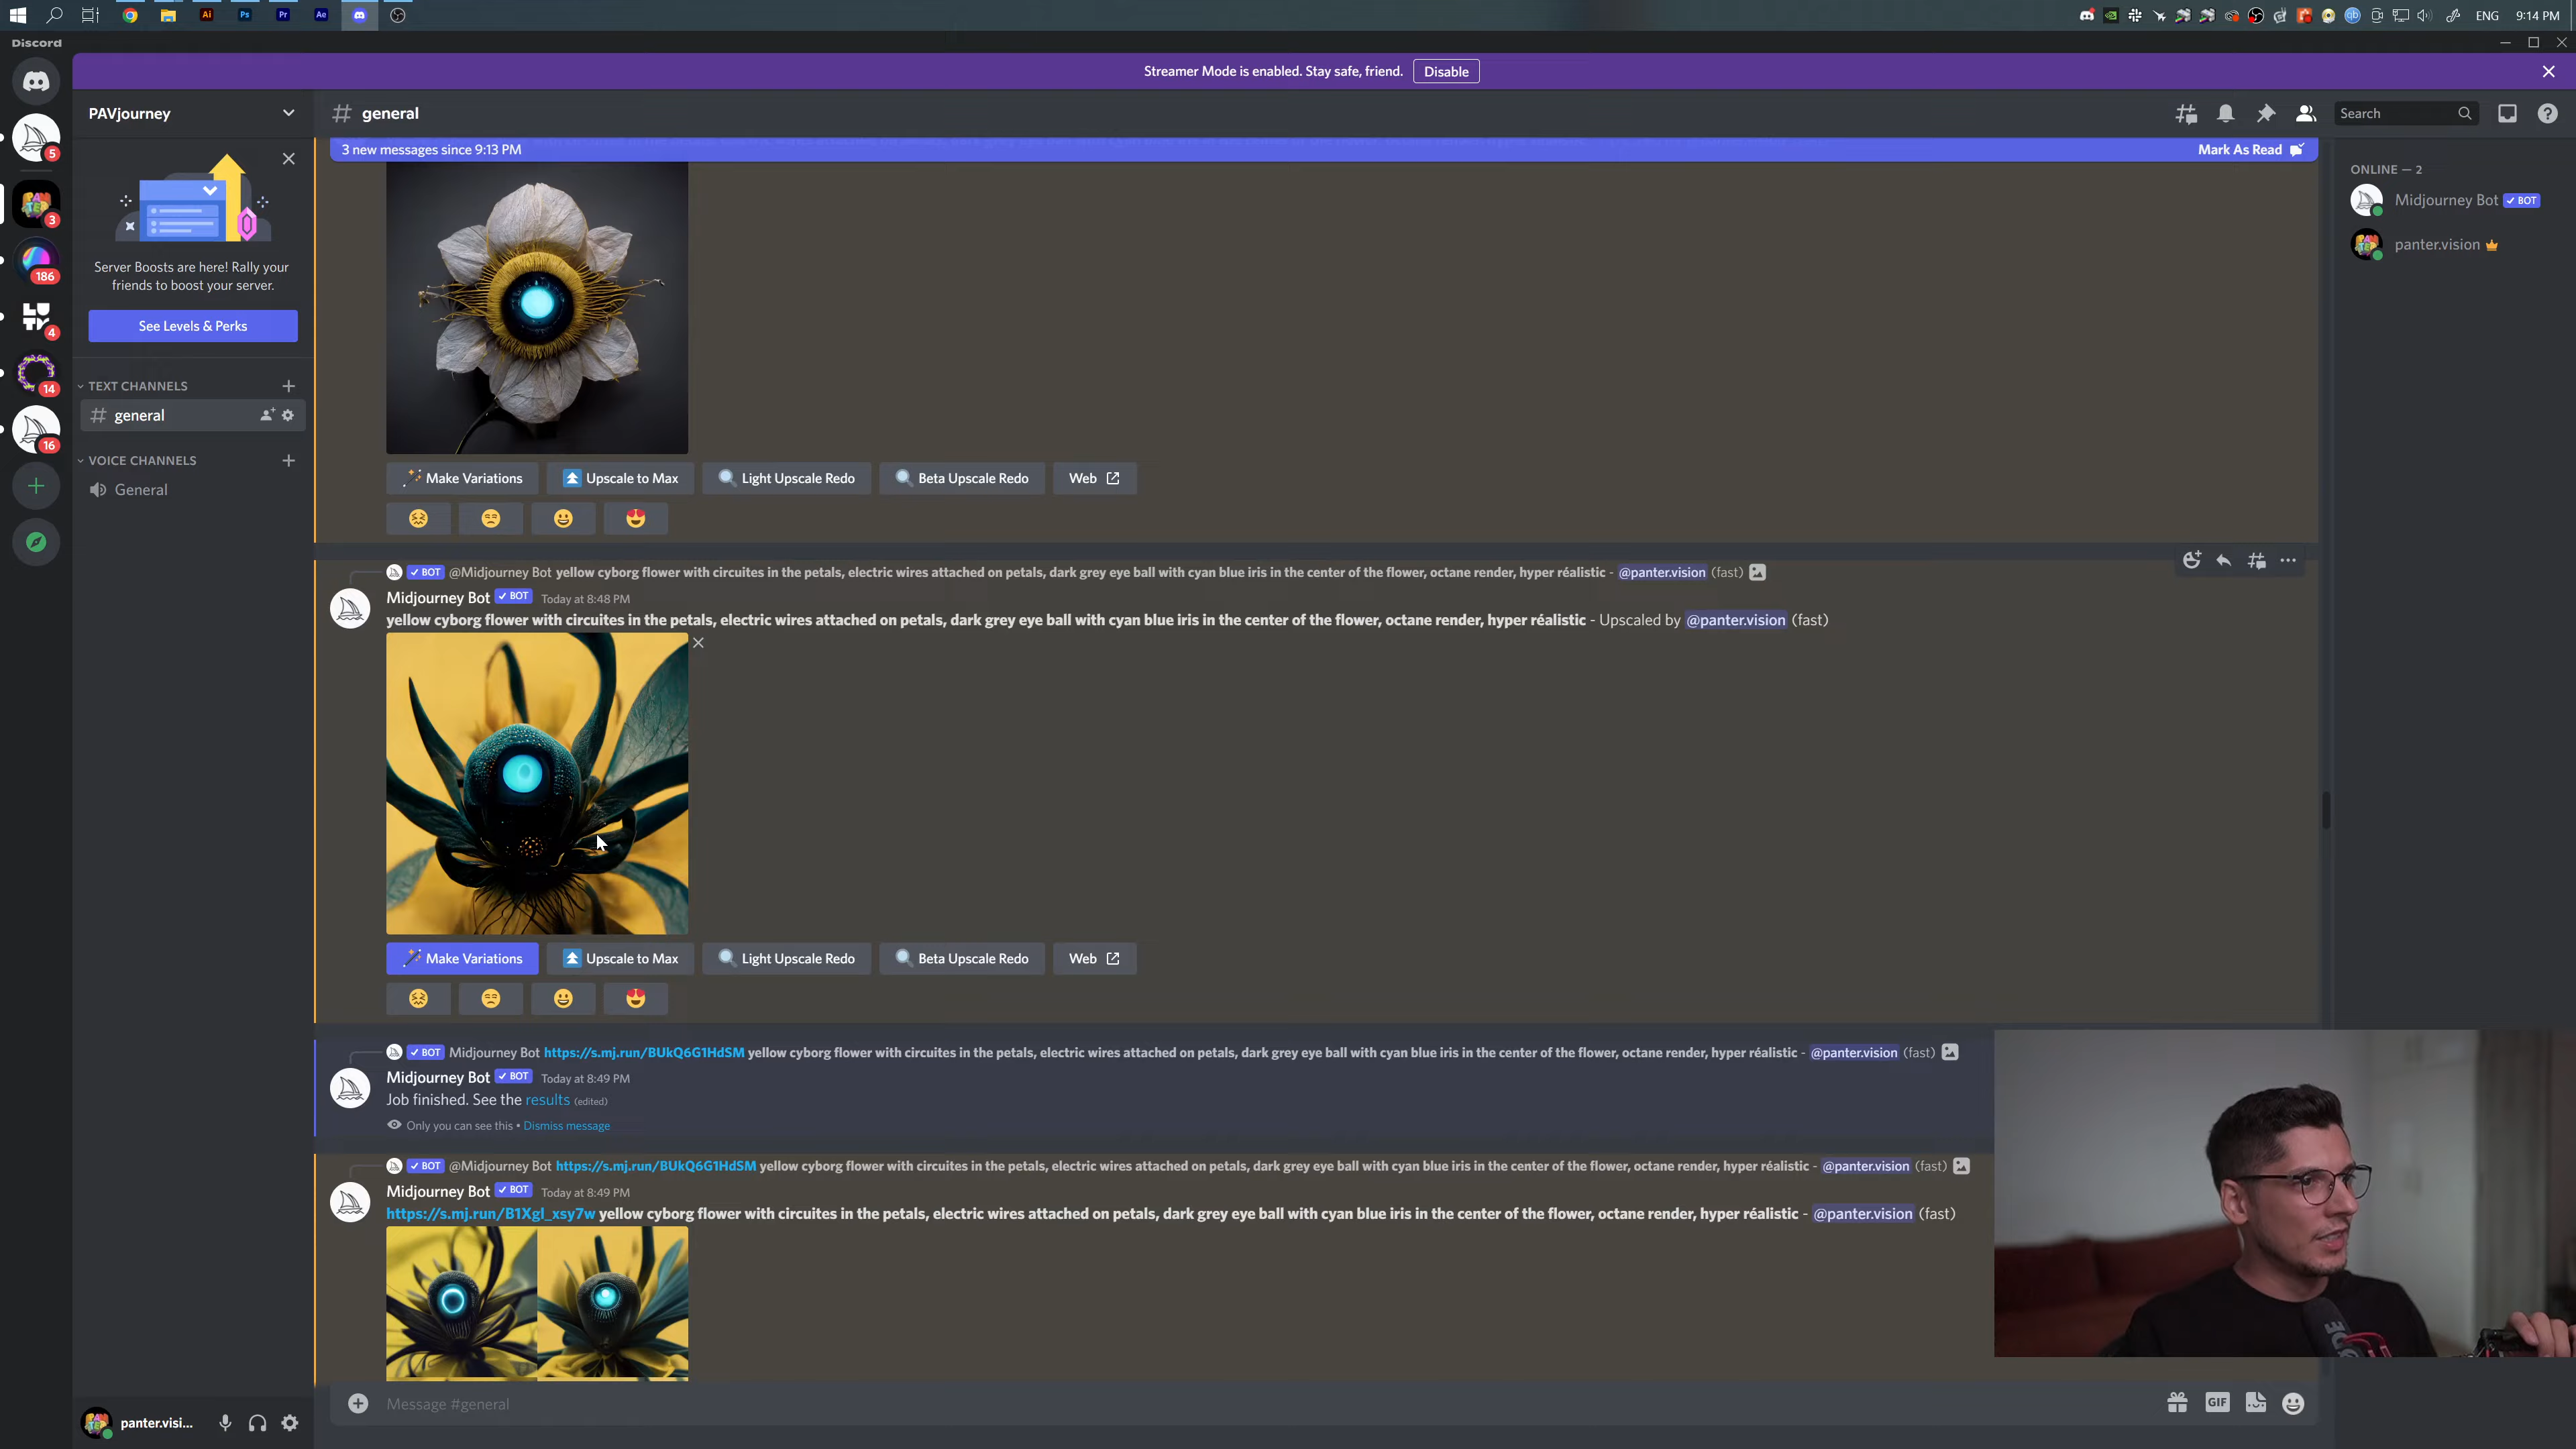 9:14 PM
ENG
Discord
Streamer Mode is enabled. Stay safe, friend.
Disable
PAVjourney
general
Search
3 new messages since 9:13 PM
Mark As Read
5
3
186
4
14
16
Server Boosts are here! Rally your
friends to boost your server.
See Levels & Perks
TEXT CHANNELS
general
VOICE CHANNELS
General
ONLINE — 2
Midjourney Bot BOT
panter.vision
Make Variations
Upscale to Max
Light Upscale Redo
Beta Upscale Redo
Web
BOT @Midjourney Bot yellow cyborg flower with circuites in the petals, electric wires attached on petals, dark grey eye ball with cyan blue iris in the center of the flower, octane render, hyper réalistic - @panter.vision (fast)
Midjourney Bot BOT Today at 8:48 PM
yellow cyborg flower with circuites in the petals, electric wires attached on petals, dark grey eye ball with cyan blue iris in the center of the flower, octane render, hyper réalistic - Upscaled by @panter.vision (fast)
Make Variations
Upscale to Max
Light Upscale Redo
Beta Upscale Redo
Web
BOT Midjourney Bot https://s.mj.run/BUkQ6G1HdSM yellow cyborg flower with circuites in the petals, electric wires attached on petals, dark grey eye ball with cyan blue iris in the center of the flower, octane render, hyper réalistic - @panter.vision (fast)
Midjourney Bot BOT Today at 8:49 PM
Job finished. See the results (edited)
Only you can see this • Dismiss message
BOT @Midjourney Bot https://s.mj.run/BUkQ6G1HdSM yellow cyborg flower with circuites in the petals, electric wires attached on petals, dark grey eye ball with cyan blue iris in the center of the flower, octane render, hyper réalistic - @panter.vision (fast)
Midjourney Bot BOT Today at 8:49 PM
https://s.mj.run/B1XgI_xsy7w yellow cyborg flower with circuites in the petals, electric wires attached on petals, dark grey eye ball with cyan blue iris in the center of the flower, octane render, hyper réalistic - @panter.vision (fast)
Message #general
GIF
panter.visi...
Ai
Ps
Pr
Ae